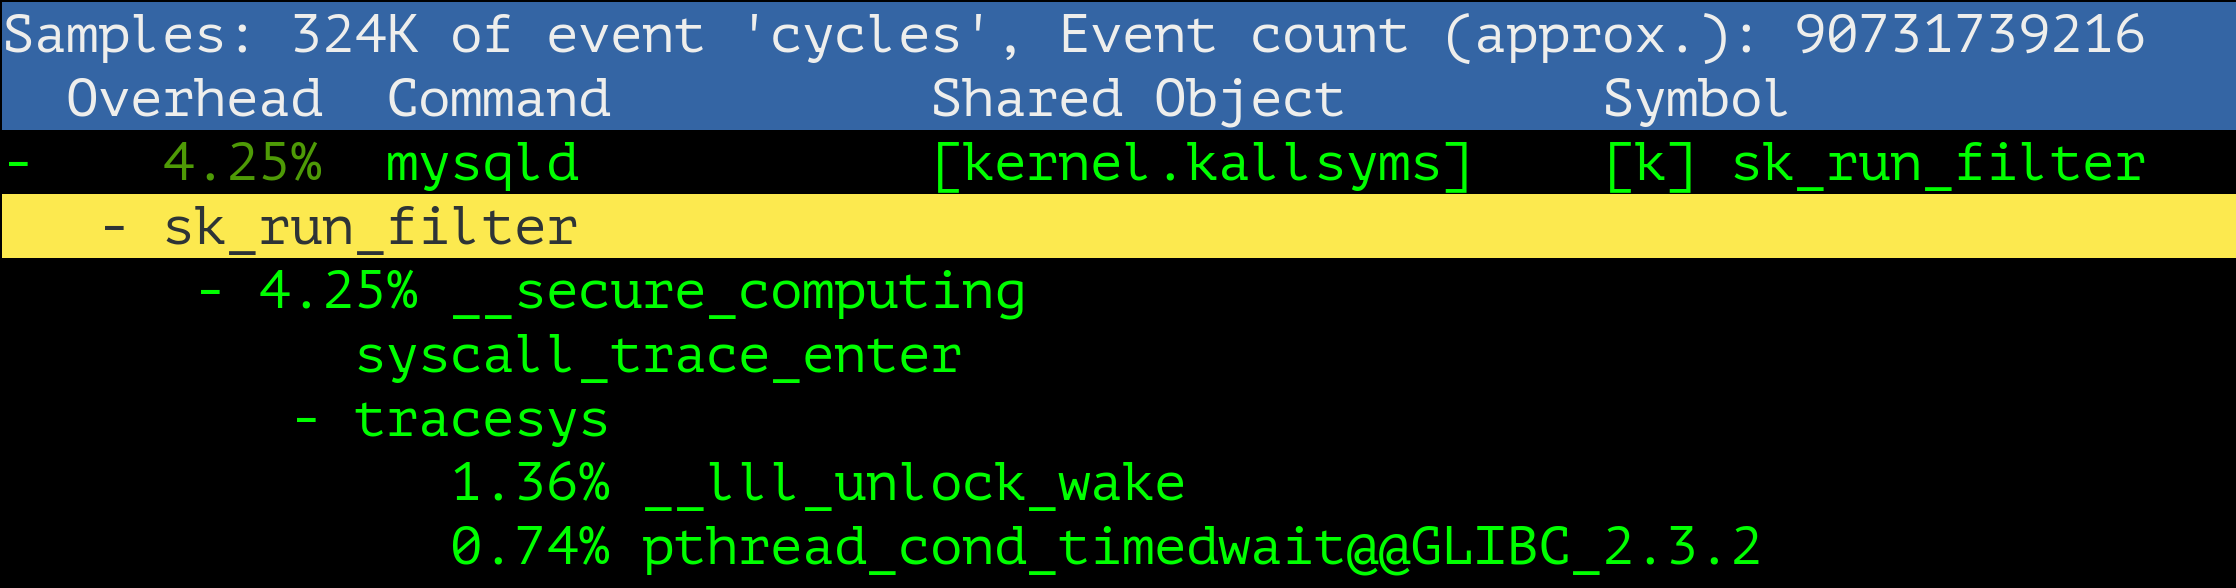 Samples: 324K of event 'cycles', Event count (approx.): 90731739216
Overhead  Command  Shared Object  Symbol
-  4.25%  mysqld  [kernel.kallsyms]  [k] sk_run_filter
- sk_run_filter
- 4.25% __secure_computing
syscall_trace_enter
- tracesys
1.36% __lll_unlock_wake
0.74% pthread_cond_timedwait@@GLIBC_2.3.2